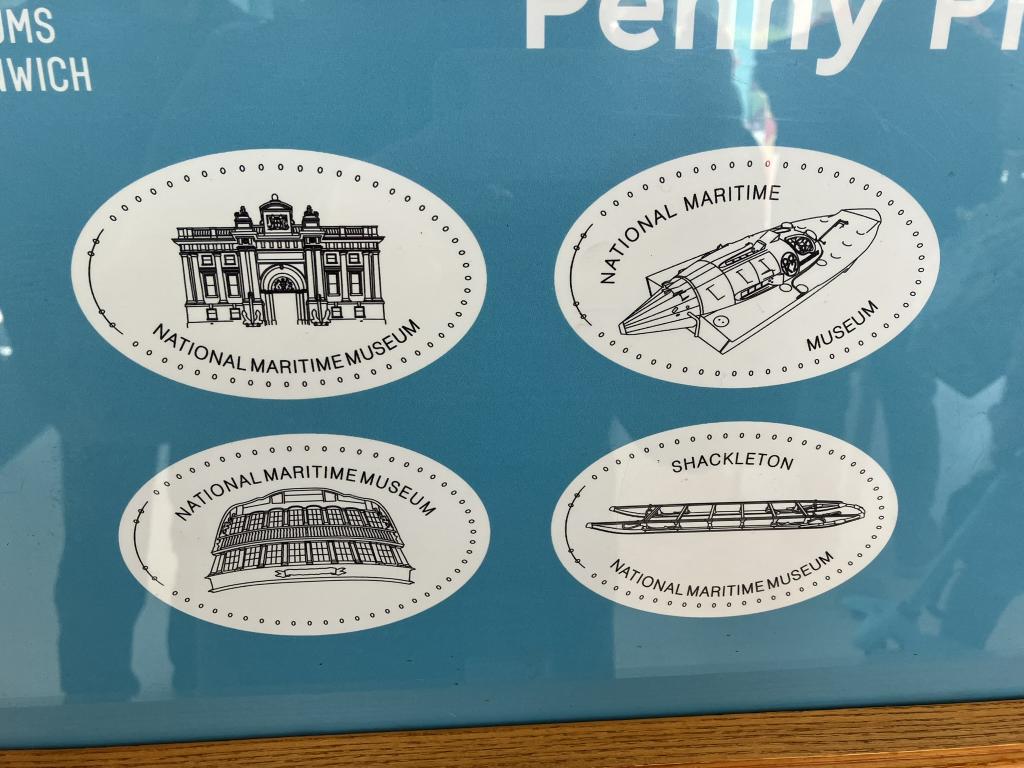 UMS
NWICH
Penny Pr
NATIONAL MARITIME MUSEUM
NATIONAL MARITIME
MUSEUM
NATIONAL MARITIME MUSEUM
SHACKLETON
NATIONAL MARITIME MUSEUM